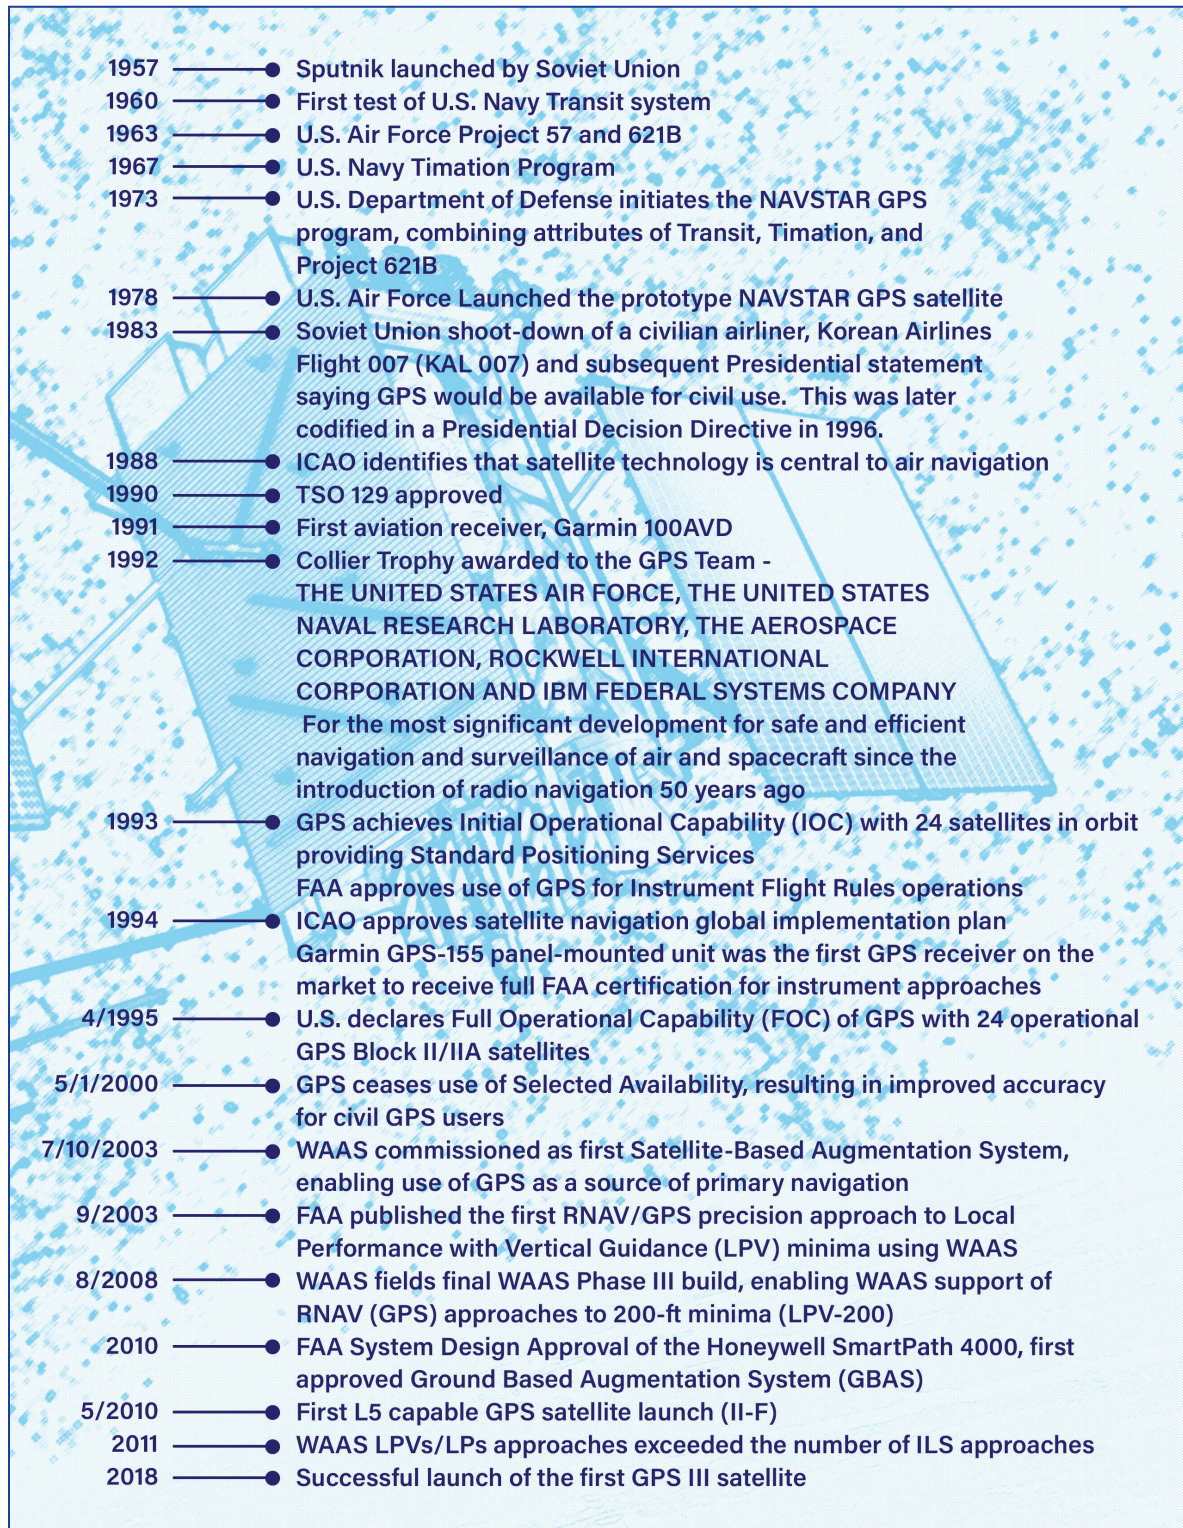 1957 Sputnik launched by Soviet Union
1960 First test of U.S. Navy Transit system
1963 U.S. Air Force Project 57 and 621B
1967 U.S. Navy Timation Program
1973 U.S. Department of Defense initiates the NAVSTAR GPS
program, combining attributes of Transit, Timation, and
Project 621B
1978 U.S. Air Force Launched the prototype NAVSTAR GPS satellite
1983 Soviet Union shoot-down of a civilian airliner, Korean Airlines
Flight 007 (KAL 007) and subsequent Presidential statement
saying GPS would be available for civil use.  This was later
codified in a Presidential Decision Directive in 1996.
1988 ICAO identifies that satellite technology is central to air navigation
1990 TSO 129 approved
1991 First aviation receiver, Garmin 100AVD
1992 Collier Trophy awarded to the GPS Team -
THE UNITED STATES AIR FORCE, THE UNITED STATES
NAVAL RESEARCH LABORATORY, THE AEROSPACE
CORPORATION, ROCKWELL INTERNATIONAL
CORPORATION AND IBM FEDERAL SYSTEMS COMPANY
For the most significant development for safe and efficient
navigation and surveillance of air and spacecraft since the
introduction of radio navigation 50 years ago
1993 GPS achieves Initial Operational Capability (IOC) with 24 satellites in orbit
providing Standard Positioning Services
FAA approves use of GPS for Instrument Flight Rules operations
1994 ICAO approves satellite navigation global implementation plan
Garmin GPS-155 panel-mounted unit was the first GPS receiver on the
market to receive full FAA certification for instrument approaches
4/1995 U.S. declares Full Operational Capability (FOC) of GPS with 24 operational
GPS Block II/IIA satellites
5/1/2000 GPS ceases use of Selected Availability, resulting in improved accuracy
for civil GPS users
7/10/2003 WAAS commissioned as first Satellite-Based Augmentation System,
enabling use of GPS as a source of primary navigation
9/2003 FAA published the first RNAV/GPS precision approach to Local
Performance with Vertical Guidance (LPV) minima using WAAS
8/2008 WAAS fields final WAAS Phase III build, enabling WAAS support of
RNAV (GPS) approaches to 200-ft minima (LPV-200)
2010 FAA System Design Approval of the Honeywell SmartPath 4000, first
approved Ground Based Augmentation System (GBAS)
5/2010 First L5 capable GPS satellite launch (II-F)
2011 WAAS LPVs/LPs approaches exceeded the number of ILS approaches
2018 Successful launch of the first GPS III satellite